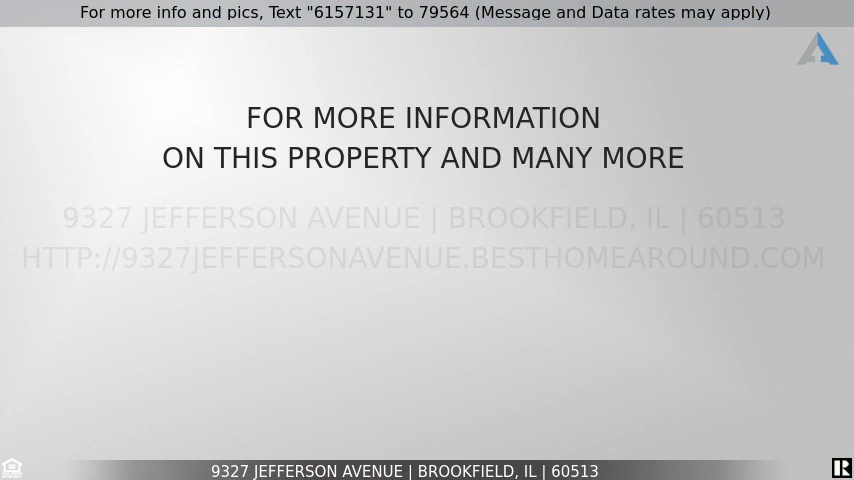 For more info and pics, Text "6157131" to 79564 (Message and Data rates may apply)
FOR MORE INFORMATION
ON THIS PROPERTY AND MANY MORE
9327 JEFFERSON AVENUE | BROOKFIELD, IL | 60513
HTTP://9327JEFFERSONAVENUE.BESTHOMEAROUND.COM
9327 JEFFERSON AVENUE | BROOKFIELD, IL | 60513